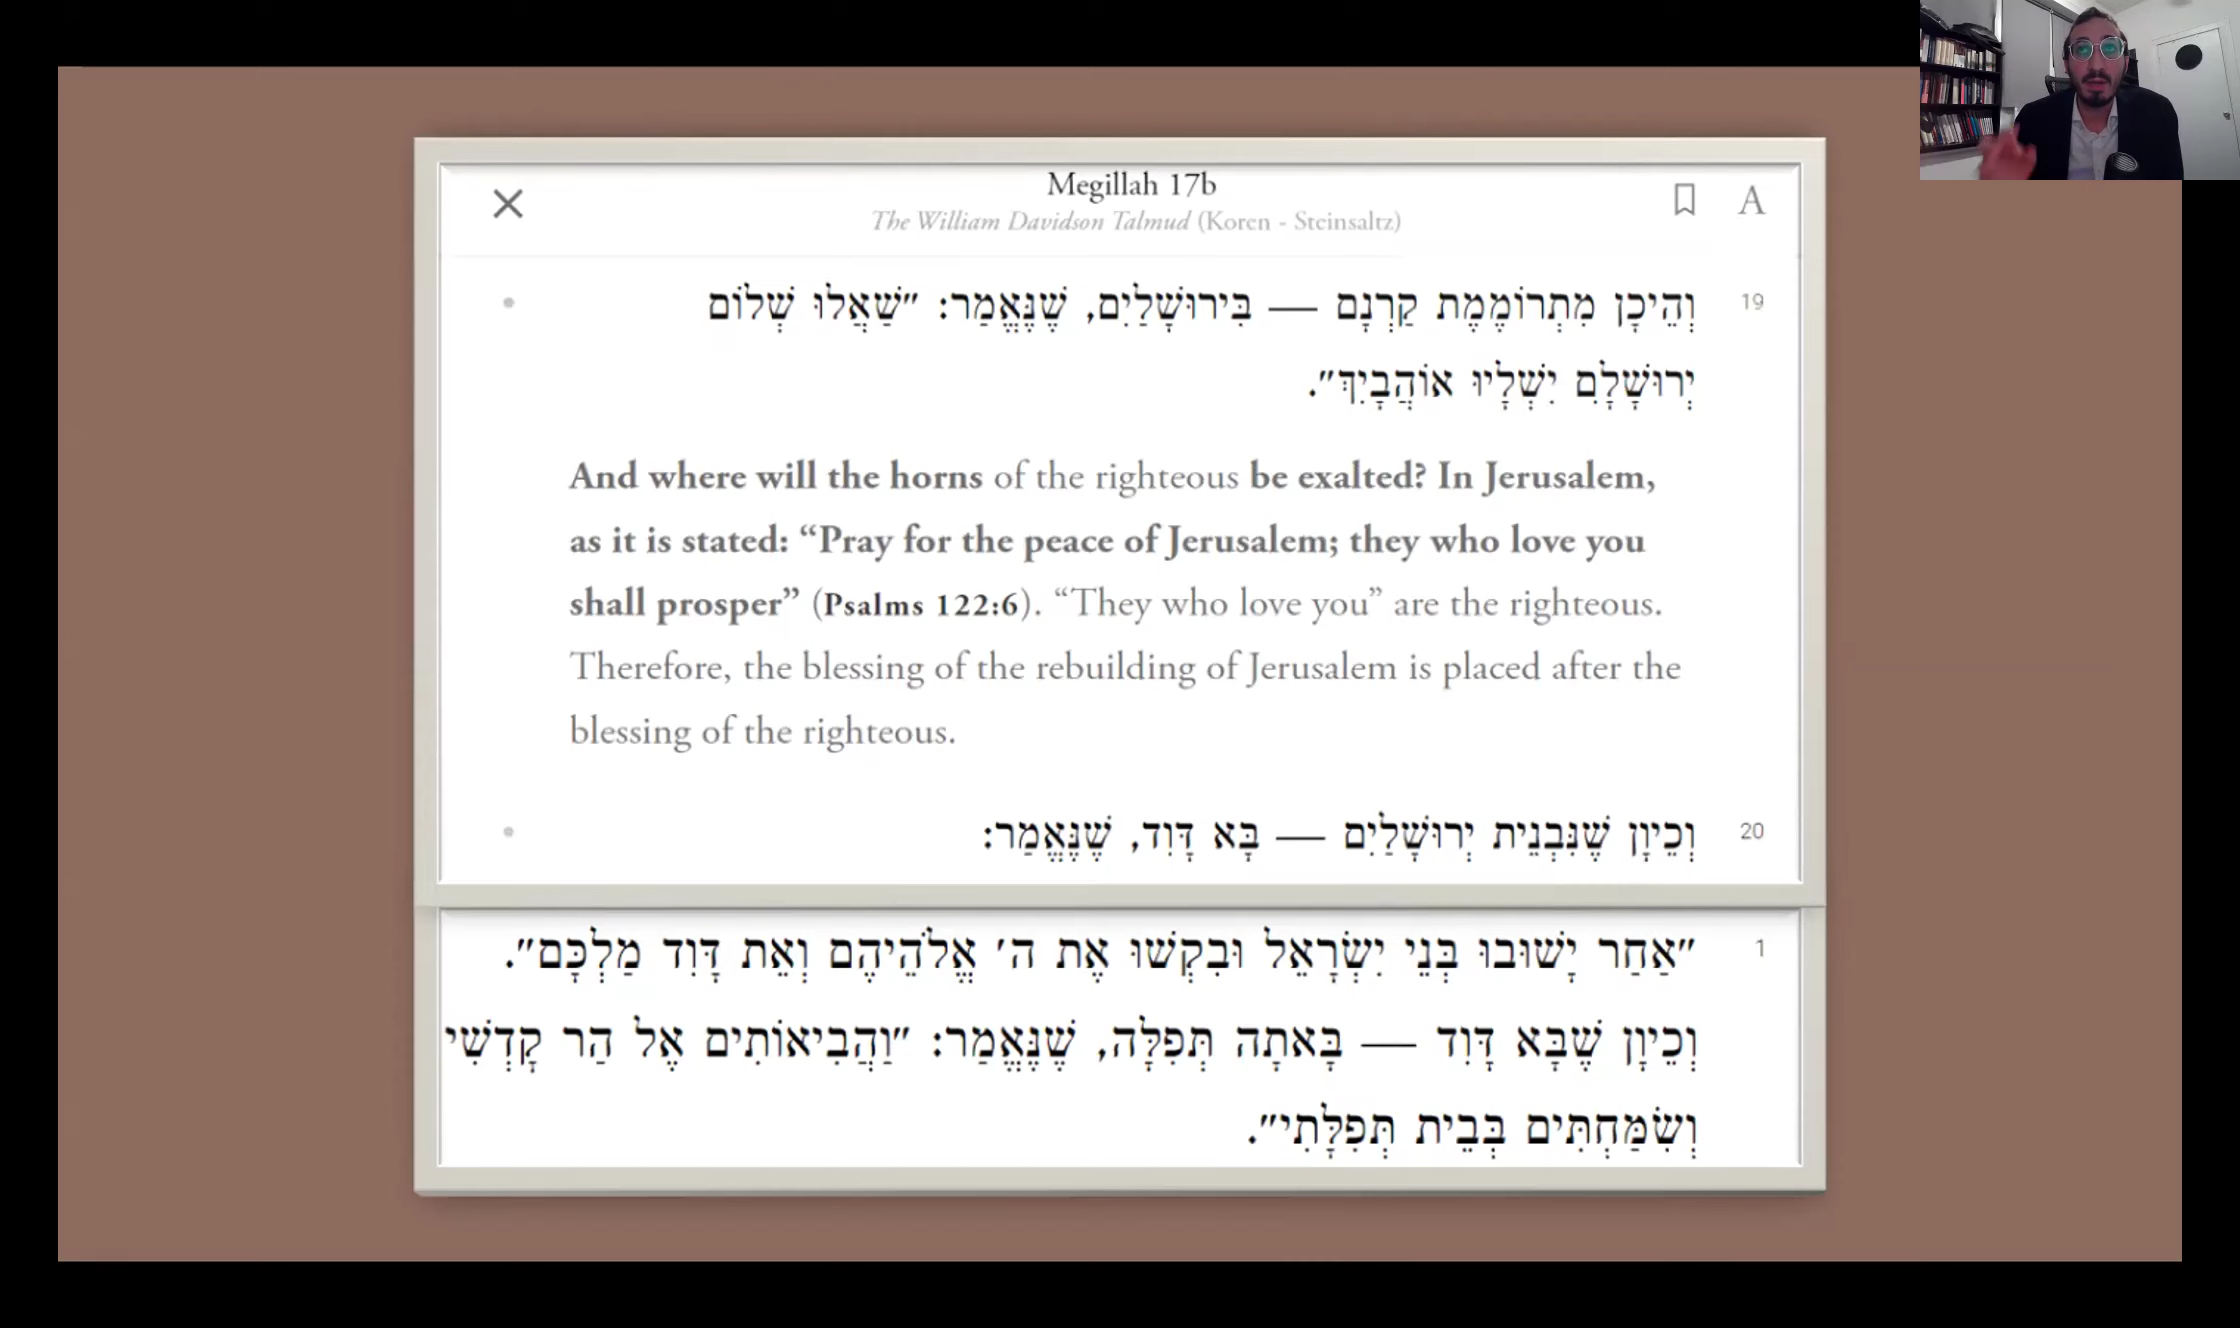 Megillah 17b
The William Davidson Talmud (Koren - Steinsaltz)
A
19
וְהֵיכָן מִתְרוֹמֶמֶת קַרְנָם — בִּירוּשָׁלַיִם, שֶׁנֶּאֱמַר: ״שַׁאֲלוּ שְׁלוֹם
יְרוּשָׁלָםִ יִשְׁלָיוּ אוֹהֲבָיִךְ״.
And where will the horns of the righteous be exalted? In Jerusalem,
as it is stated: “Pray for the peace of Jerusalem; they who love you
shall prosper” (Psalms 122:6). “They who love you” are the righteous.
Therefore, the blessing of the rebuilding of Jerusalem is placed after the
blessing of the righteous.
20
וְכֵיוָן שֶׁנִּבְנֵית יְרוּשָׁלַיִם — בָּא דָּוִד, שֶׁנֶּאֱמַר:
1
״אַחַר יָשׁוּבוּ בְּנֵי יִשְׂרָאֵל וּבִקְשׁוּ אֶת ה׳ אֱלֹהֵיהֶם וְאֵת דָּוִד מַלְכָּם״.
וְכֵיוָן שֶׁבָּא דָּוִד — בָּאתָה תְּפִלָּה, שֶׁנֶּאֱמַר: ״וַהֲבִיאוֹתִים אֶל הַר קָדְשִׁי
וְשִׂמַּחְתִּים בְּבֵית תְּפִלָּתִי״.